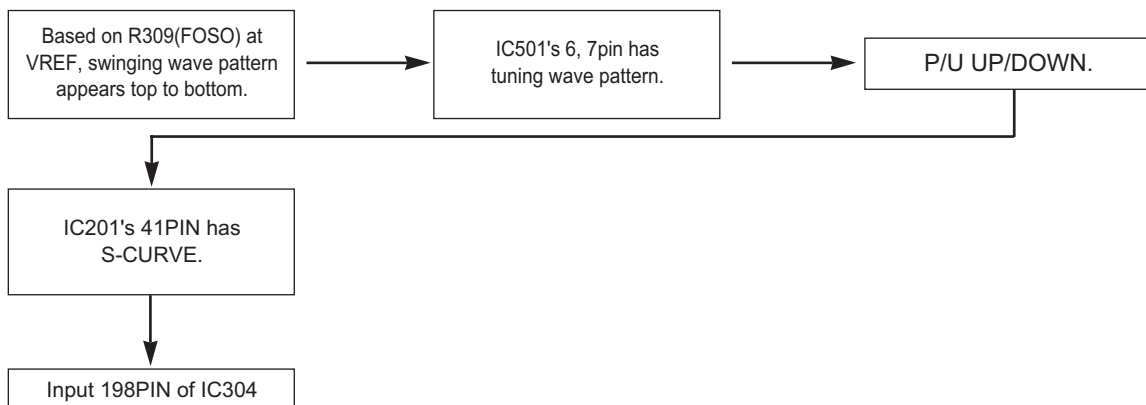 Based on R309(FOSO) at
VREF, swinging wave pattern
appears top to bottom.
IC501's 6, 7pin has
tuning wave pattern.
P/U UP/DOWN.
IC201's 41PIN has
S-CURVE.
Input 198PIN of IC304